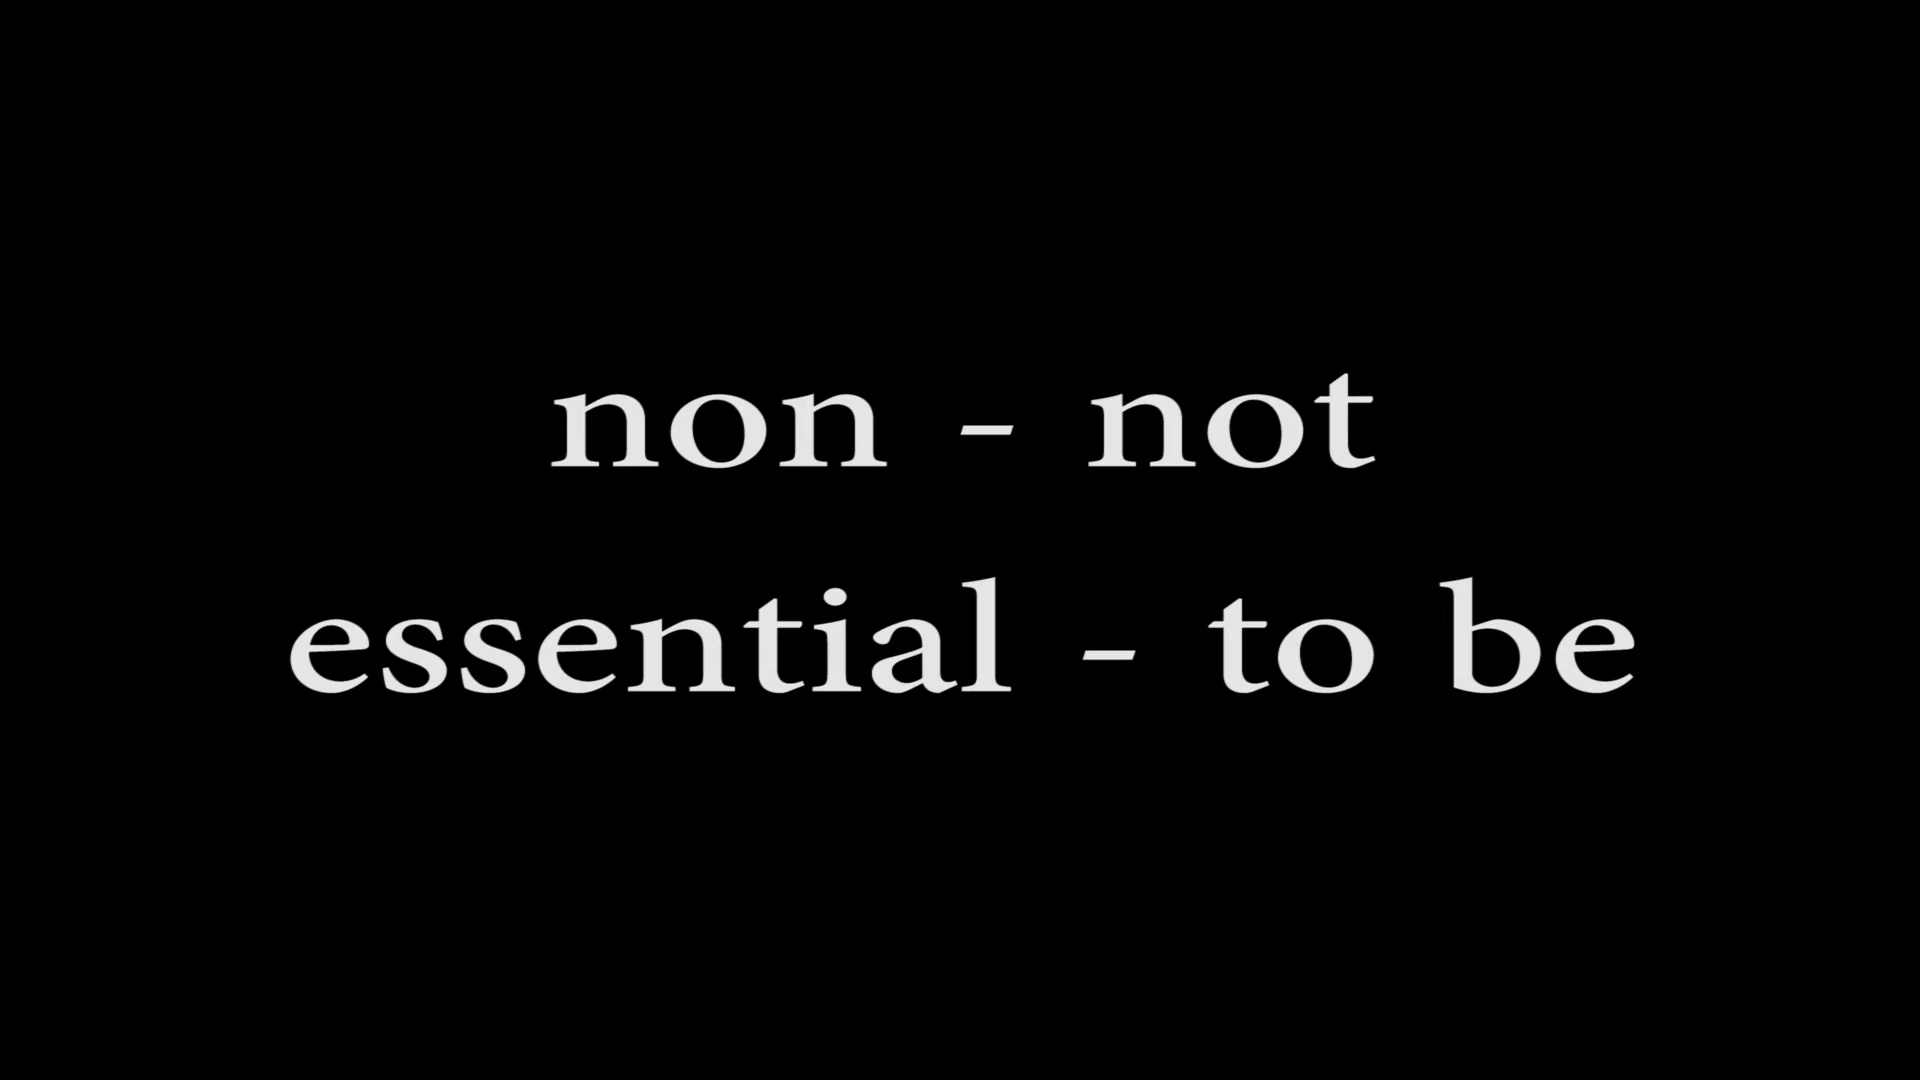 non - not
essential - to be